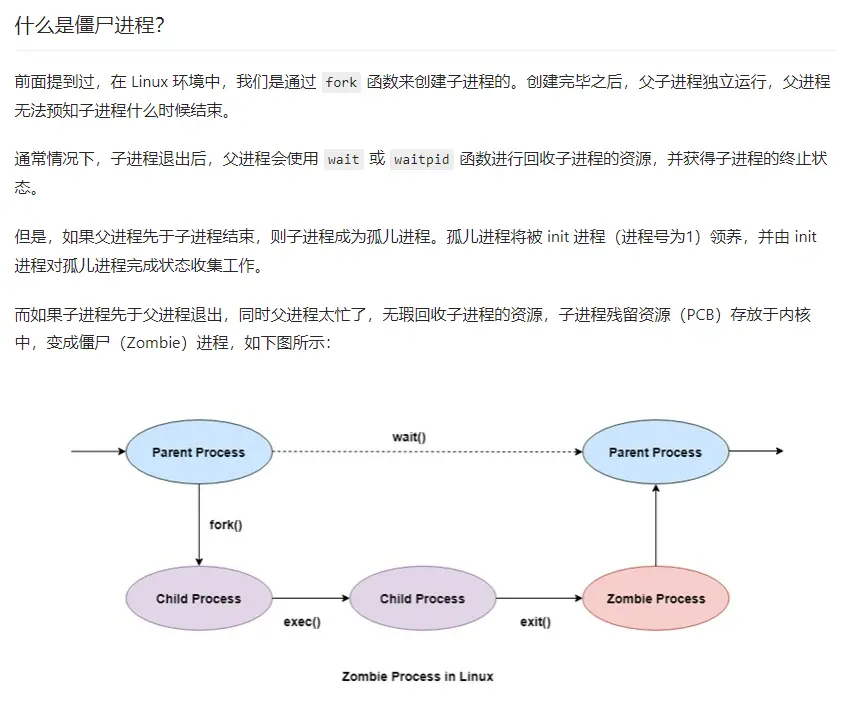 什么是僵尸进程？
前面提到过，在 Linux 环境中，我们是通过 fork 函数来创建子进程的。创建完毕之后，父子进程独立运行，父进程
无法预知子进程什么时候结束。
通常情况下，子进程退出后，父进程会使用 wait 或 waitpid 函数进行回收子进程的资源，并获得子进程的终止状
态。
但是，如果父进程先于子进程结束，则子进程成为孤儿进程。孤儿进程将被 init 进程（进程号为1）领养，并由 init
进程对孤儿进程完成状态收集工作。
而如果子进程先于父进程退出，同时父进程太忙了，无瑕回收子进程的资源，子进程残留资源（PCB）存放于内核
中，变成僵尸（Zombie）进程，如下图所示：
wait()
Parent Process
Parent Process
fork()
Child Process
Child Process
Zombie Process
exec()
exit()
Zombie Process in Linux